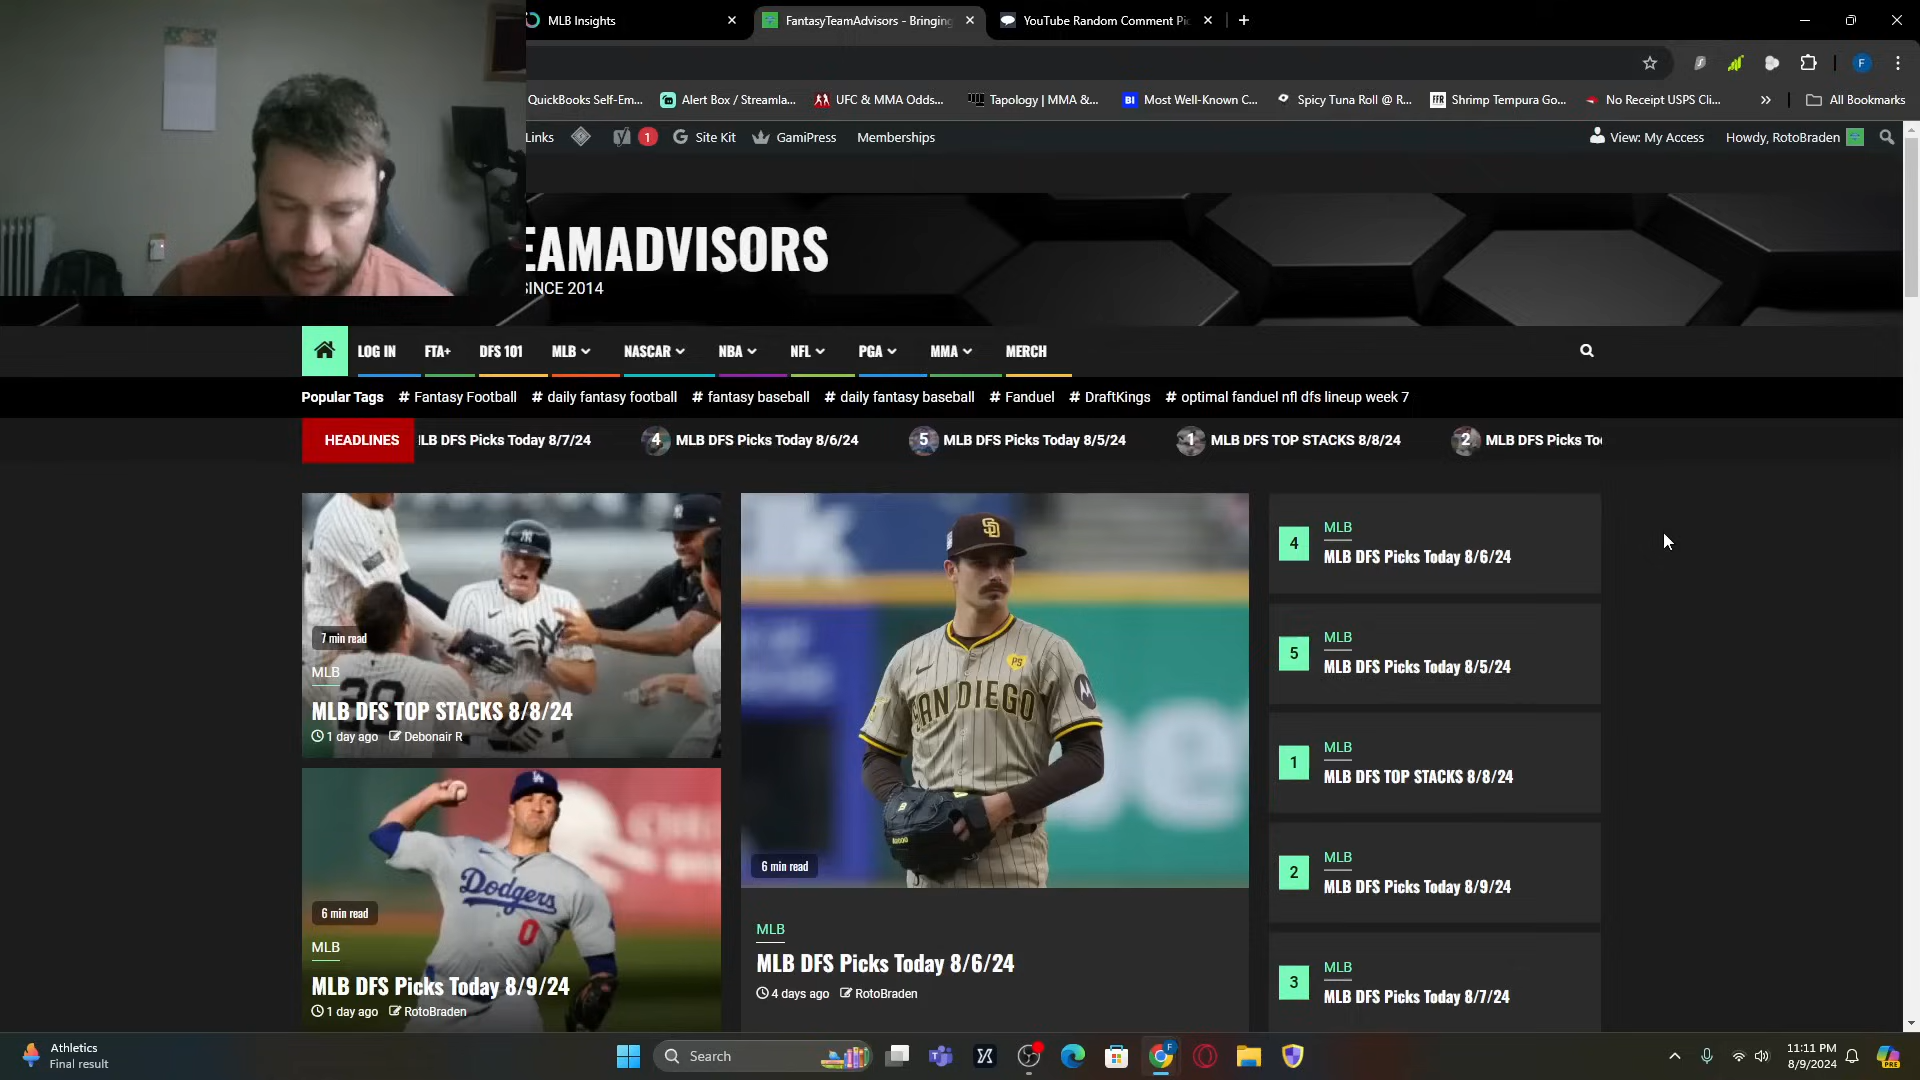 MLB Insights
FantasyTeamAdvisors - Bringing
YouTube Random Comment Pi
QuickBooks Self-Em...
Alert Box / Streamla...
UFC & MMA Odds...
Tapology | MMA &...
BI Most Well-Known C...
Spicy Tuna Roll @ R...
FFR Shrimp Tempura Go...
No Receipt USPS Cli...
All Bookmarks
Links
1
Site Kit
GamiPress
Memberships
View: My Access
Howdy, RotoBraden
EAMADVISORS
SINCE 2014
LOG IN
FTA+
DFS 101
MLB
NASCAR
NBA
NFL
PGA
MMA
MERCH
Popular Tags
# Fantasy Football
# daily fantasy football
# fantasy baseball
# daily fantasy baseball
# Fanduel
# DraftKings
# optimal fanduel nfl dfs lineup week 7
HEADLINES
MLB DFS Picks Today 8/7/24
4 MLB DFS Picks Today 8/6/24
5 MLB DFS Picks Today 8/5/24
1 MLB DFS TOP STACKS 8/8/24
2 MLB DFS Picks To
7 min read
MLB
MLB DFS TOP STACKS 8/8/24
1 day ago Debonair R
Dodgers
0
6 min read
MLB
MLB DFS Picks Today 8/9/24
1 day ago RotoBraden
SD
PS
SAN DIEGO
6 min read
MLB
MLB DFS Picks Today 8/6/24
4 days ago RotoBraden
4
MLB
MLB DFS Picks Today 8/6/24
5
MLB
MLB DFS Picks Today 8/5/24
1
MLB
MLB DFS TOP STACKS 8/8/24
2
MLB
MLB DFS Picks Today 8/9/24
3
MLB
MLB DFS Picks Today 8/7/24
Athletics
Final result
Search
11:11 PM
8/9/2024